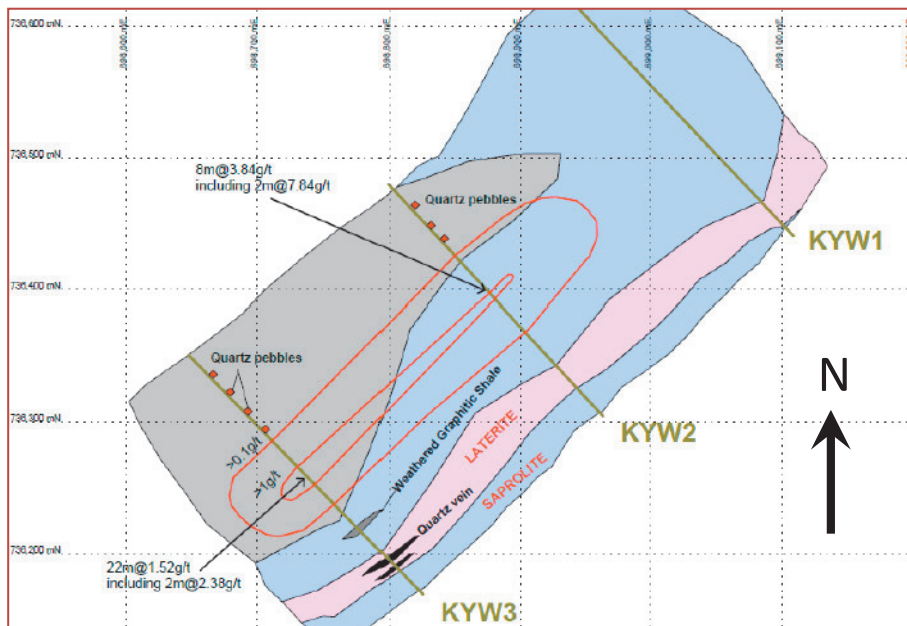 736,600 mN
736,500 mN
8m@3.84g/t
including 2m@7.84g/t
Quartz pebbles
KYW1
736,400 mN
Quartz pebbles
N
736,300 mN
KYW2
>0.1g/t
>1g/t
Weathered Graphitic Shale
LATERITE
SAPROLITE
Quartz vein
736,200 mN
22m@1.52g/t
including 2m@2.38g/t
KYW3